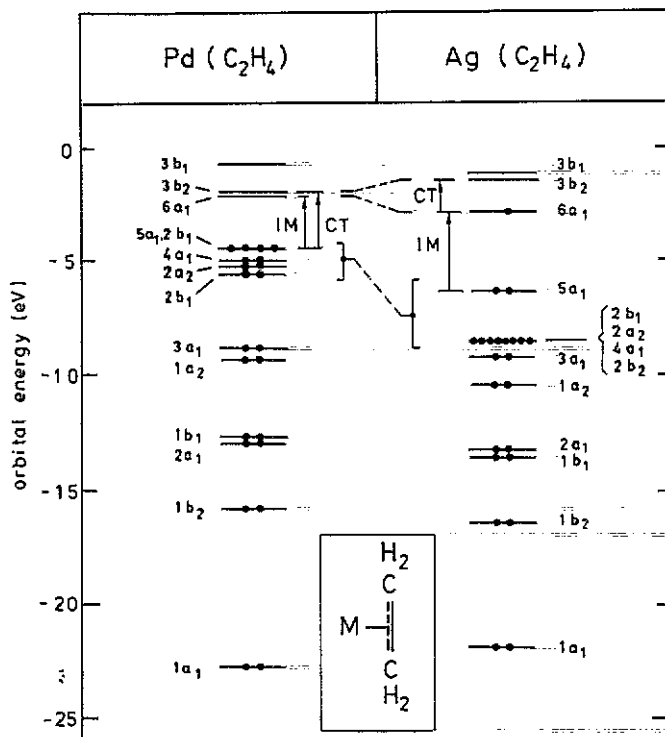 Pd (C₂H₄)
Ag (C₂H₄)
orbital energy (eV)
0
-5
-10
-15
-20
-25
3b₁
3b₂
6a₁
5a₁,2b₁
4a₁
2a₂
2b₁
3a₁
1a₂
1b₁
2a₁
1b₂
1a₁
IM
CT
CT
IM
3b₁
3b₂
6a₁
5a₁
2b₁
2a₂
4a₁
2b₂
3a₁
1a₂
2a₁
1b₁
1b₂
1a₁
H₂
C
M
C
H₂